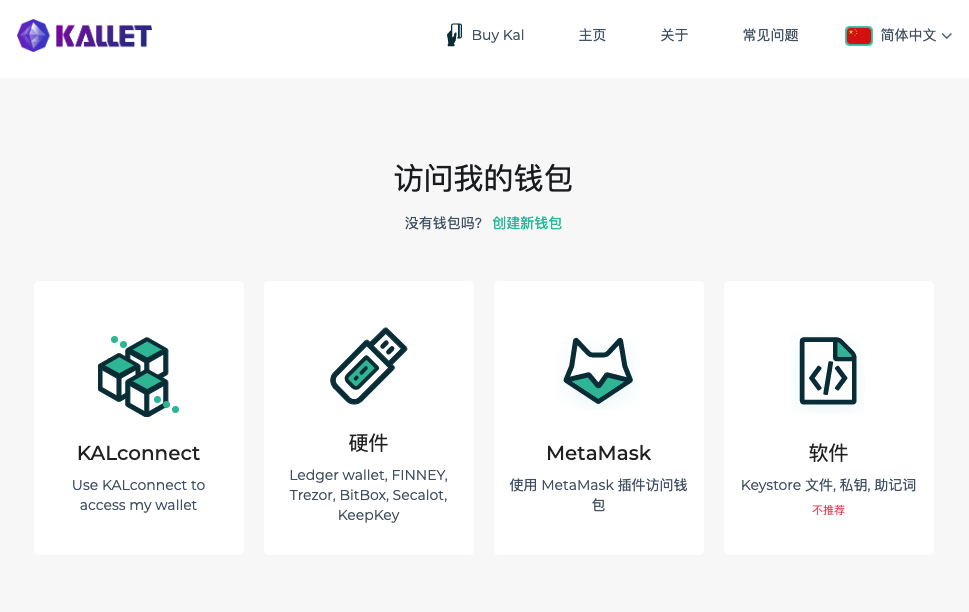 KALLET
Buy Kal
主页
关于
常见问题
简体中文
访问我的钱包
没有钱包吗? 创建新钱包
KALconnect
Use KALconnect to
access my wallet
硬件
Ledger wallet, FINNEY,
Trezor, BitBox, Secalot,
KeepKey
MetaMask
使用 MetaMask 插件访问钱
包
软件
Keystore 文件, 私钥, 助记词
不推荐